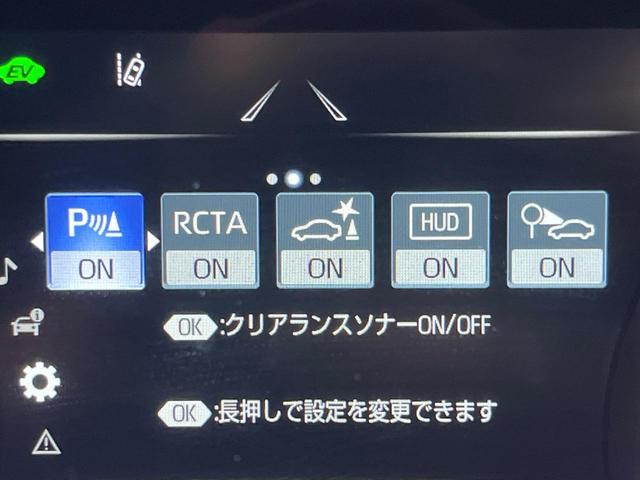 EV
P RCTA HUD
ON ON ON ON ON
OK:クリアランスソナーON/OFF
OK:長押しで設定を変更できます